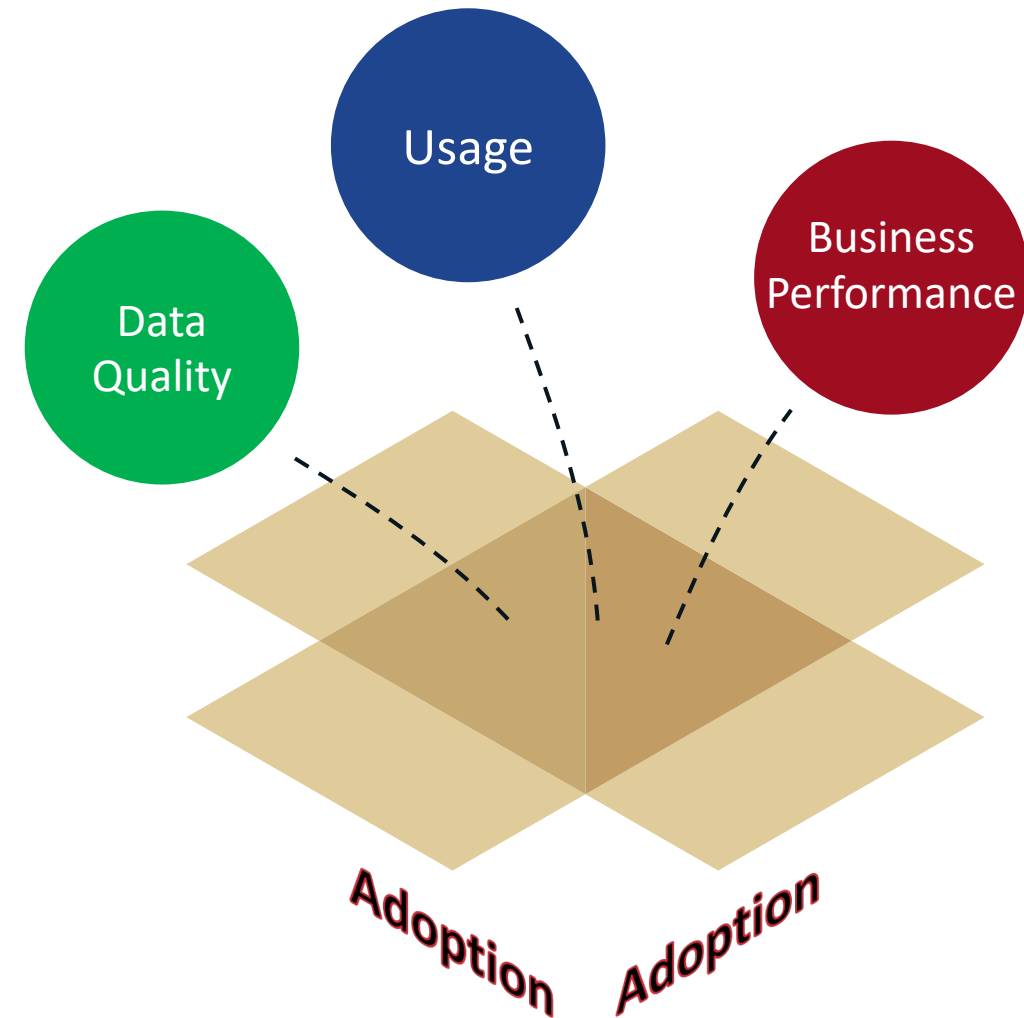 Usage
Business
Performance
Data
Quality
Adoption
Adoption